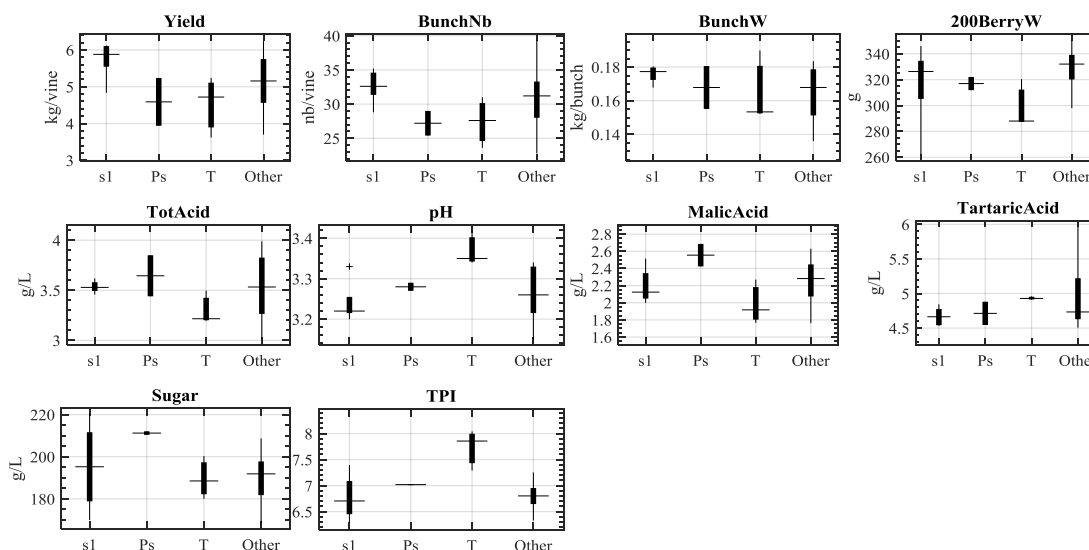 Yield
6
5
4
3
kg/vine
s1 Ps T Other
BunchNb
40
35
30
25
nb/vine
s1 Ps T Other
BunchW
0.18
0.16
0.14
kg/bunch
s1 Ps T Other
200BerryW
340
320
300
280
260
g
s1 Ps T Other
TotAcid
4
3.5
3
g/L
s1 Ps T Other
pH
3.4
3.3
3.2
s1 Ps T Other
MalicAcid
2.8
2.6
2.4
2.2
2
1.8
1.6
g/L
s1 Ps T Other
TartaricAcid
6
5.5
5
4.5
g/L
s1 Ps T Other
Sugar
220
200
180
g/L
s1 Ps T Other
TPI
8
7
6.5
s1 Ps T Other